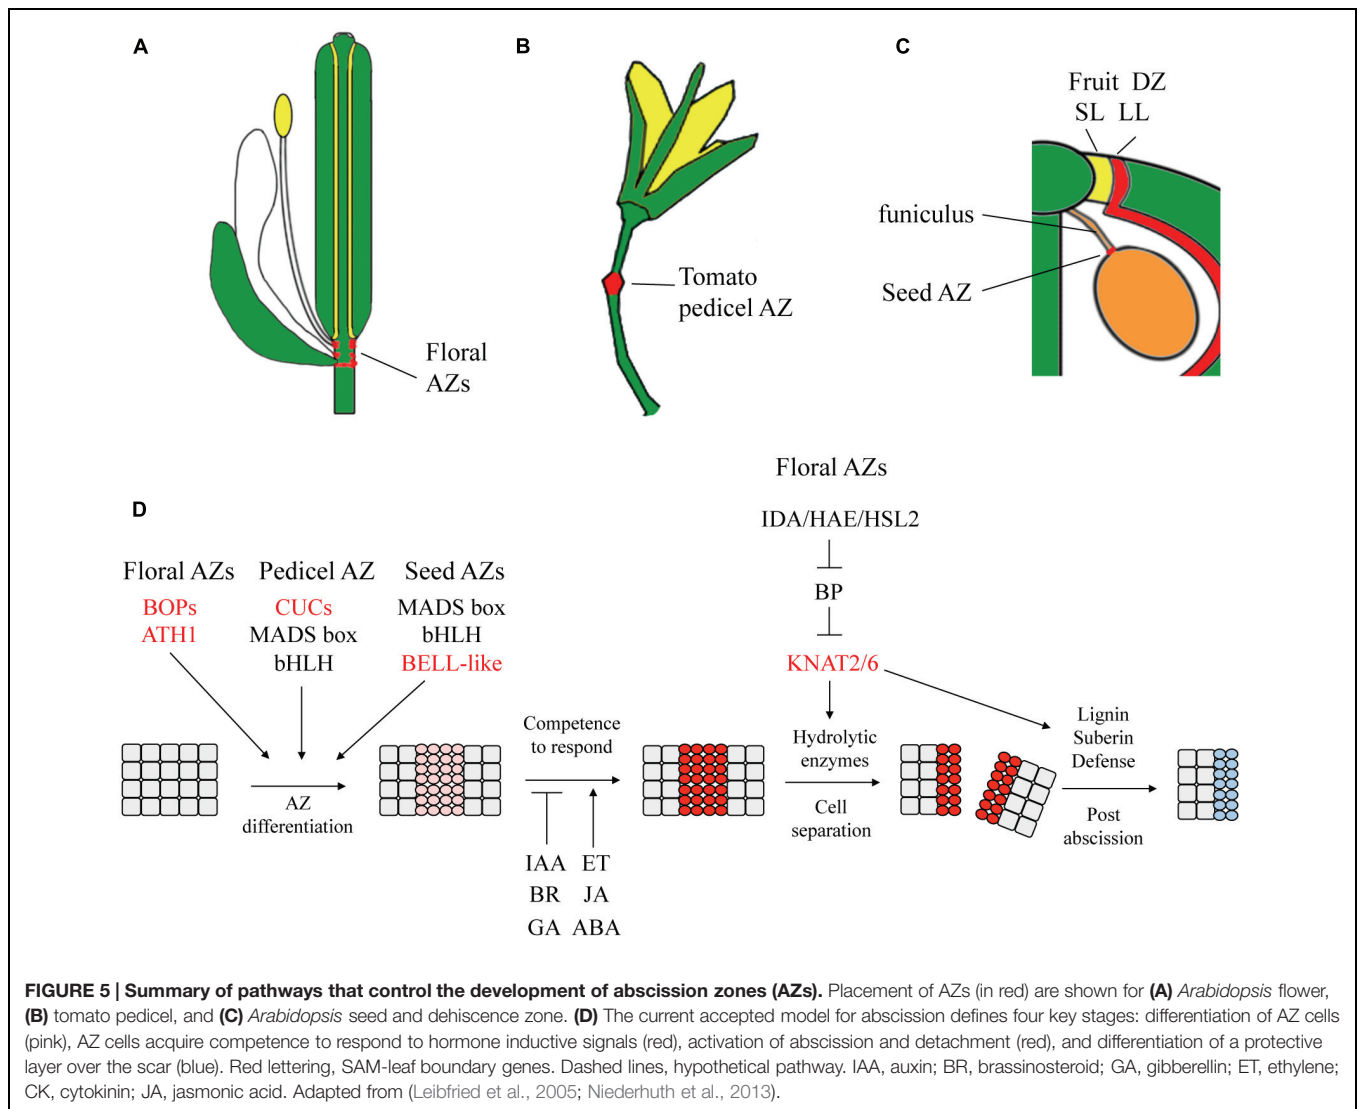 A
B
C
Fruit DZ
SL LL
funiculus
Seed AZ
Tomato
pedicel AZ
Floral
AZs
D
Floral AZs
IDA/HAE/HSL2
BP
KNAT2/6
Floral AZs
BOPs
ATH1
Pedicel AZ
CUCs
MADS box
bHLH
Seed AZs
MADS box
bHLH
BELL-like
AZ
differentiation
Competence
to respond
IAA
BR
GA
ET
JA
ABA
Hydrolytic
enzymes
Cell
separation
Lignin
Suberin
Defense
Post
abscission
FIGURE 5 | Summary of pathways that control the development of abscission zones (AZs). Placement of AZs (in red) are shown for (A) Arabidopsis flower,
(B) tomato pedicel, and (C) Arabidopsis seed and dehiscence zone. (D) The current accepted model for abscission defines four key stages: differentiation of AZ cells
(pink), AZ cells acquire competence to respond to hormone inductive signals (red), activation of abscission and detachment (red), and differentiation of a protective
layer over the scar (blue). Red lettering, SAM-leaf boundary genes. Dashed lines, hypothetical pathway. IAA, auxin; BR, brassinosteroid; GA, gibberellin; ET, ethylene;
CK, cytokinin; JA, jasmonic acid. Adapted from (Leibfried et al., 2005; Niederhuth et al., 2013).